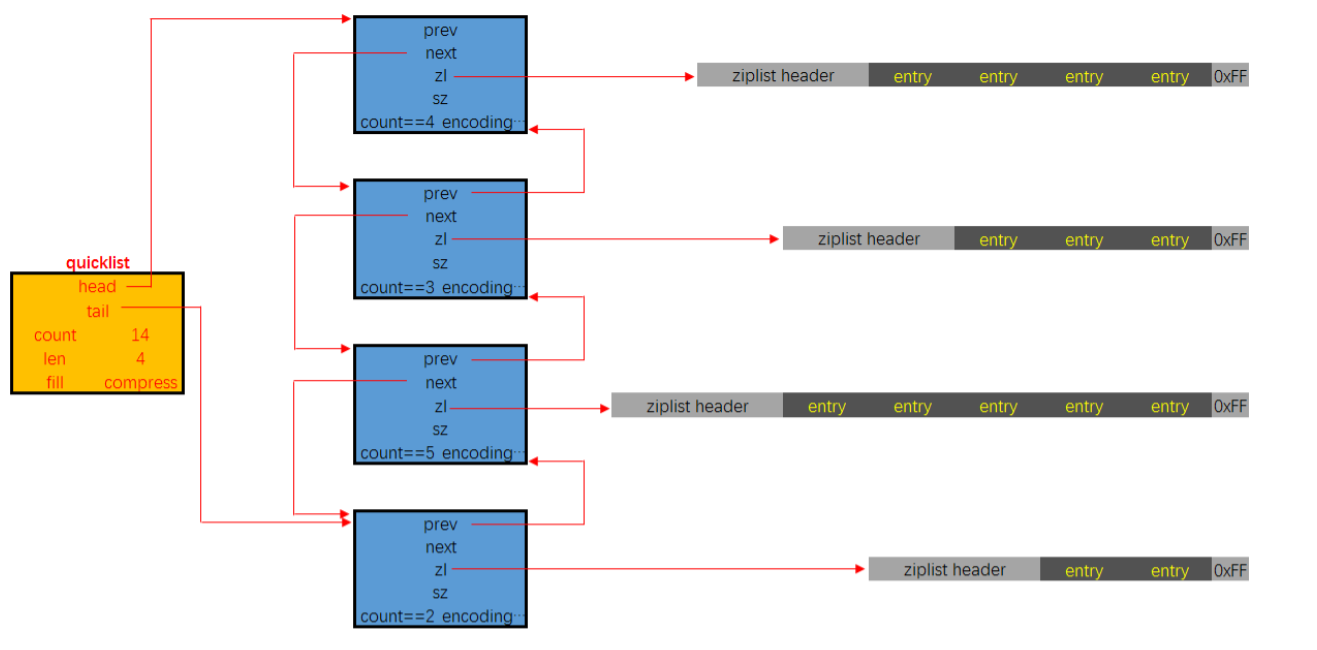 prev
next
zl
sz
count==4 encoding···
ziplist header entry entry entry entry 0xFF
prev
next
zl
sz
count==3 encoding···
ziplist header entry entry entry 0xFF
quicklist
head
tail
count 14
len 4
fill compress
prev
next
zl
sz
count==5 encoding···
ziplist header entry entry entry entry entry 0xFF
prev
next
zl
sz
count==2 encoding···
ziplist header entry entry 0xFF